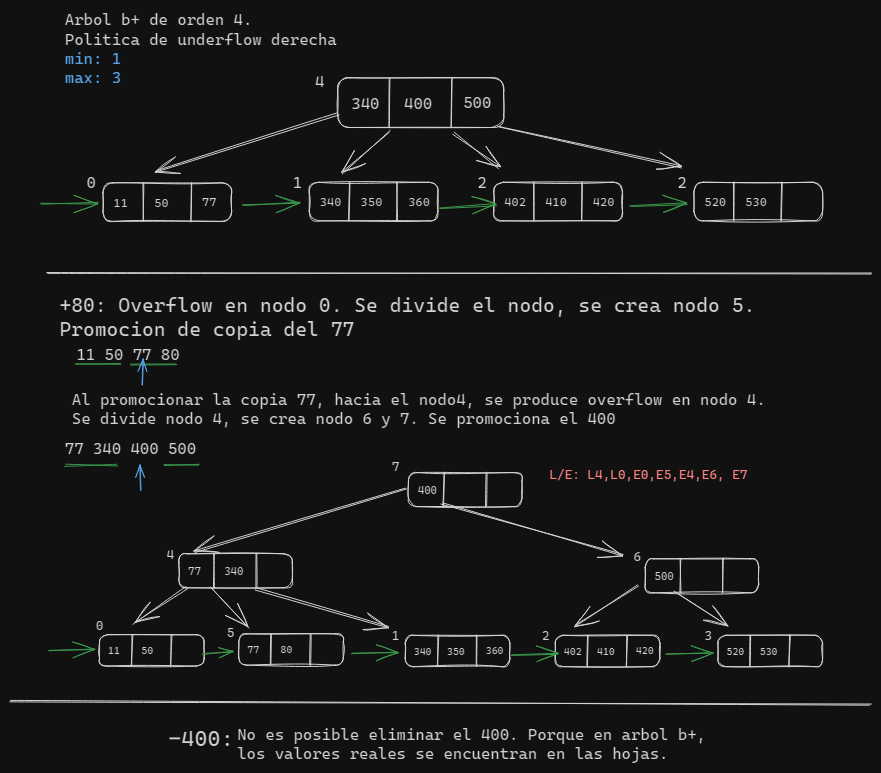 Arbol b+ de orden 4.
Politica de underflow derecha
min: 1
max: 3
4
340 400 500
0 1 2 2
11 50 77 340 350 360 402 410 420 520 530
+80: Overflow en nodo 0. Se divide el nodo, se crea nodo 5.
Promocion de copia del 77
11 50 77 80
Al promocionar la copia 77, hacia el nodo4, se produce overflow en nodo 4.
Se divide nodo 4, se crea nodo 6 y 7. Se promociona el 400
77 340 400 500
7
400
L/E: L4,L0,E0,E5,E4,E6, E7
4 6
77 340 500
0 5 1 2 3
11 50 77 80 340 350 360 402 410 420 520 530
−400: No es posible eliminar el 400. Porque en arbol b+,
los valores reales se encuentran en las hojas.